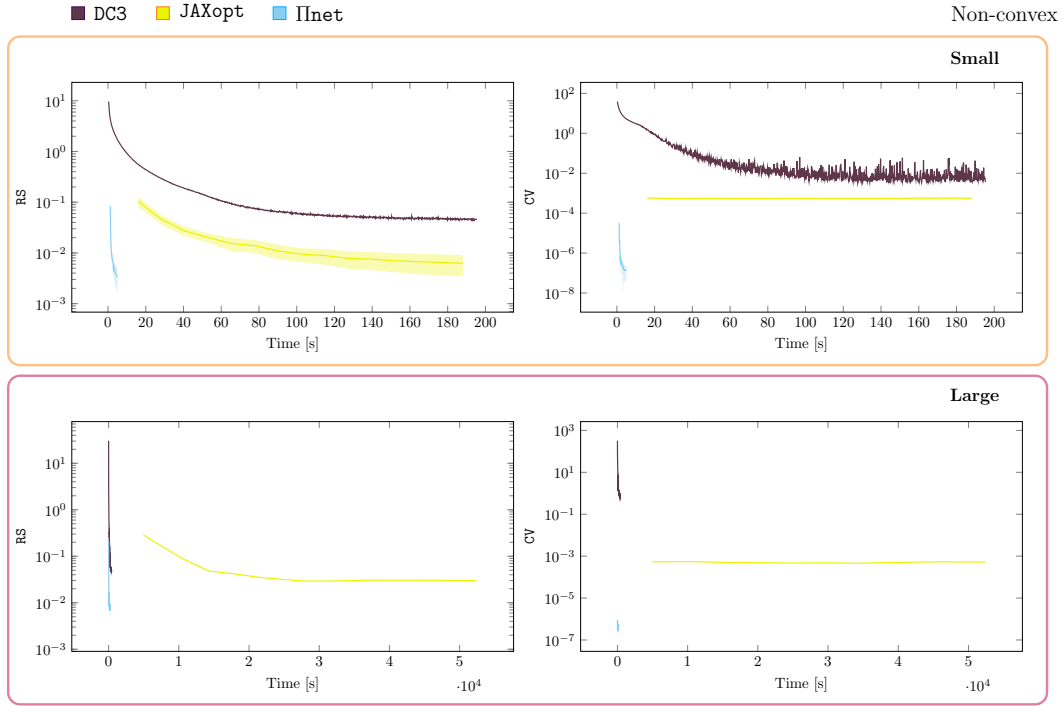 DC3 JAXopt Πnet Non-convex
Small
RS
10^1
10^0
10^−1
10^−2
10^−3
0 20 40 60 80 100 120 140 160 180 200
Time [s]
CV
10^2
10^0
10^−2
10^−4
10^−6
10^−8
0 20 40 60 80 100 120 140 160 180 200
Time [s]
Large
RS
10^1
10^0
10^−1
10^−2
10^−3
0 1 2 3 4 5
Time [s]
·10^4
CV
10^3
10^1
10^−1
10^−3
10^−5
10^−7
0 1 2 3 4 5
Time [s]
·10^4